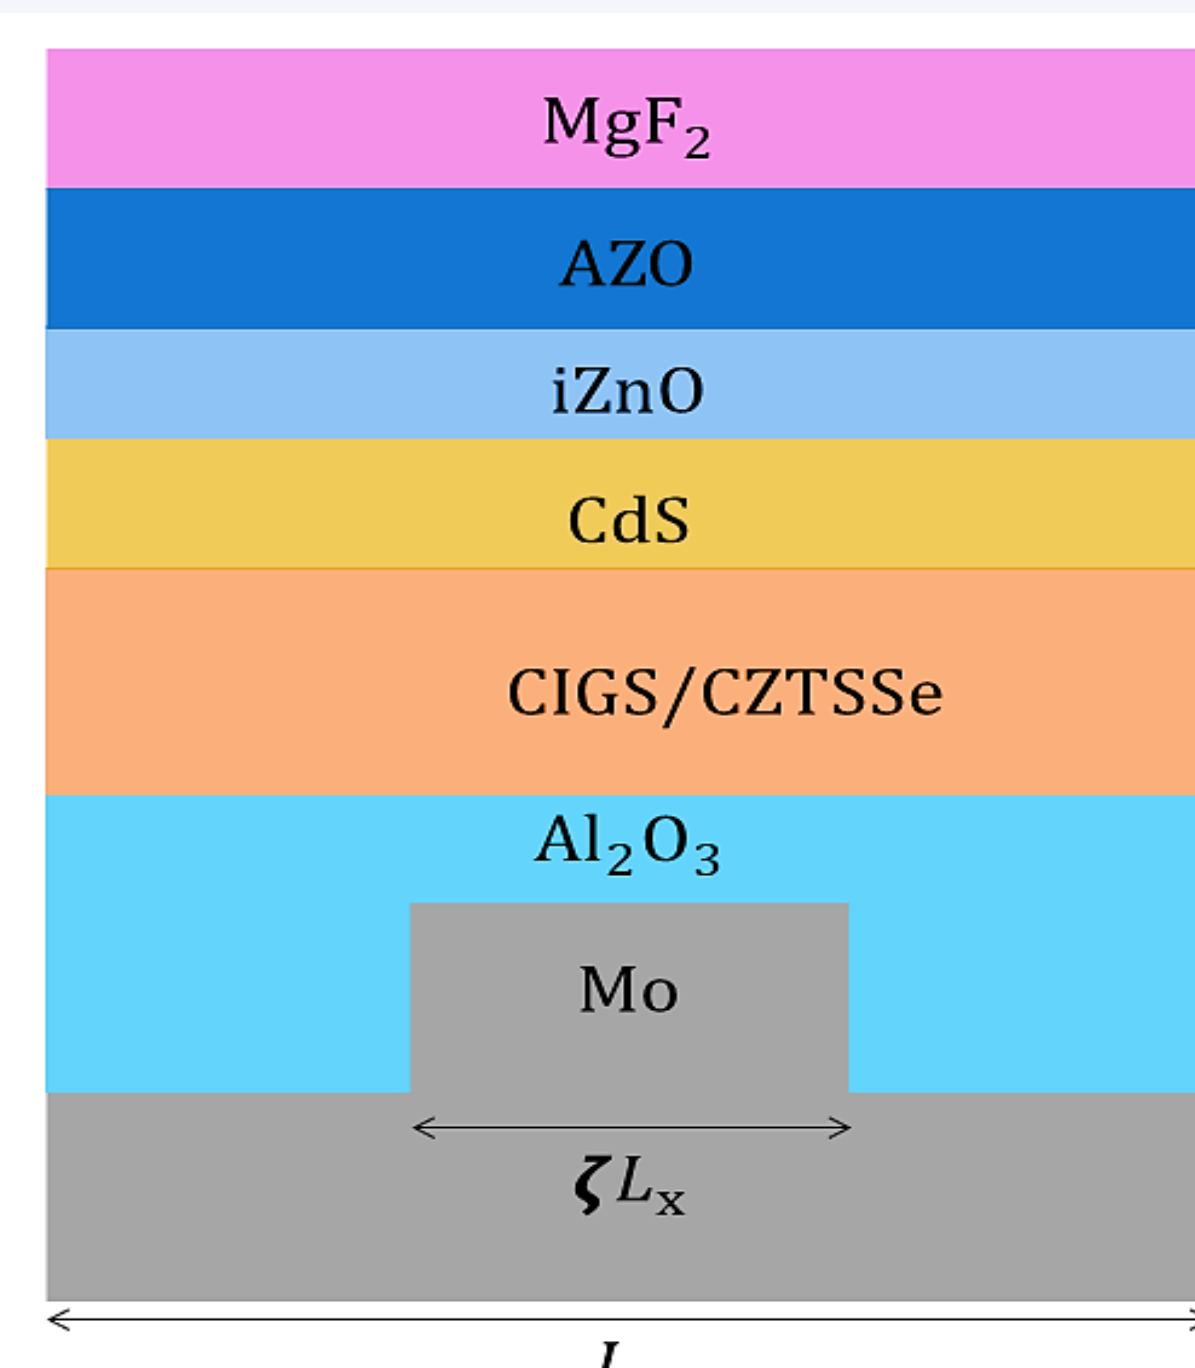 MgF₂
AZO
iZnO
CdS
CIGS/CZTSSe
Al₂O₃
Mo
ζLₓ